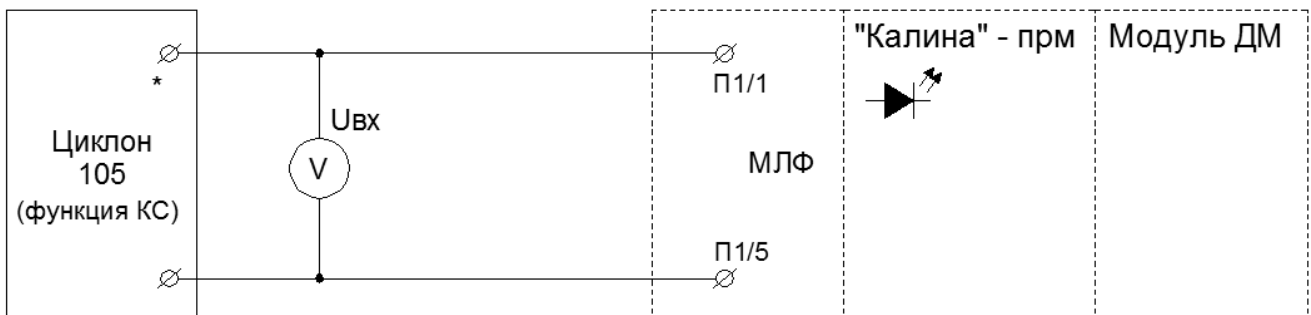 "Калина" - прм
Модуль ДМ
*
П1/1
Uвх
Циклон
105
(функция КС)
V
МЛФ
П1/5